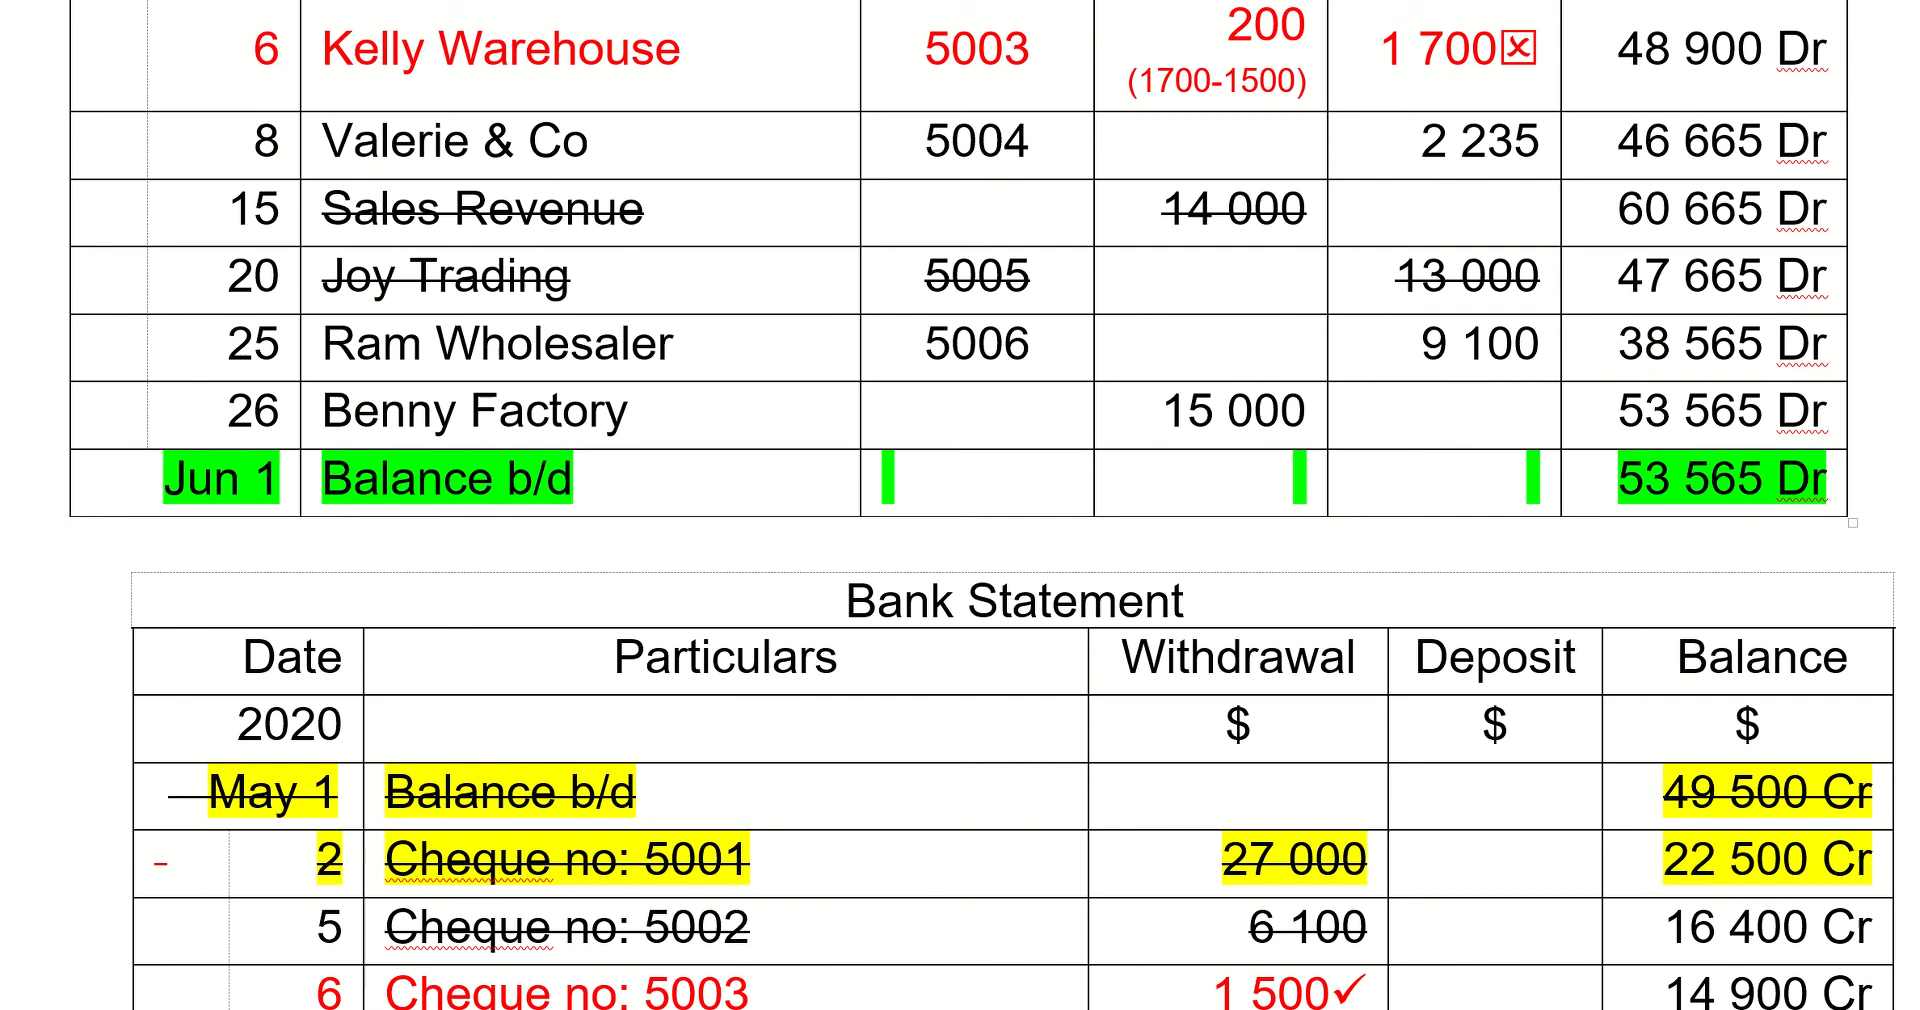 6 Kelly Warehouse 5003 200 (1700-1500) 1 700☒ 48 900 Dr
8 Valerie & Co 5004 2 235 46 665 Dr
15 Sales Revenue 14 000 60 665 Dr
20 Joy Trading 5005 13 000 47 665 Dr
25 Ram Wholesaler 5006 9 100 38 565 Dr
26 Benny Factory 15 000 53 565 Dr
Jun 1 Balance b/d 53 565 Dr
Bank Statement
Date Particulars Withdrawal Deposit Balance
2020 $ $ $
May 1 Balance b/d 49 500 Cr
2 Cheque no: 5001 27 000 22 500 Cr
5 Cheque no: 5002 6 100 16 400 Cr
6 Cheque no: 5003 1 500✓ 14 900 Cr